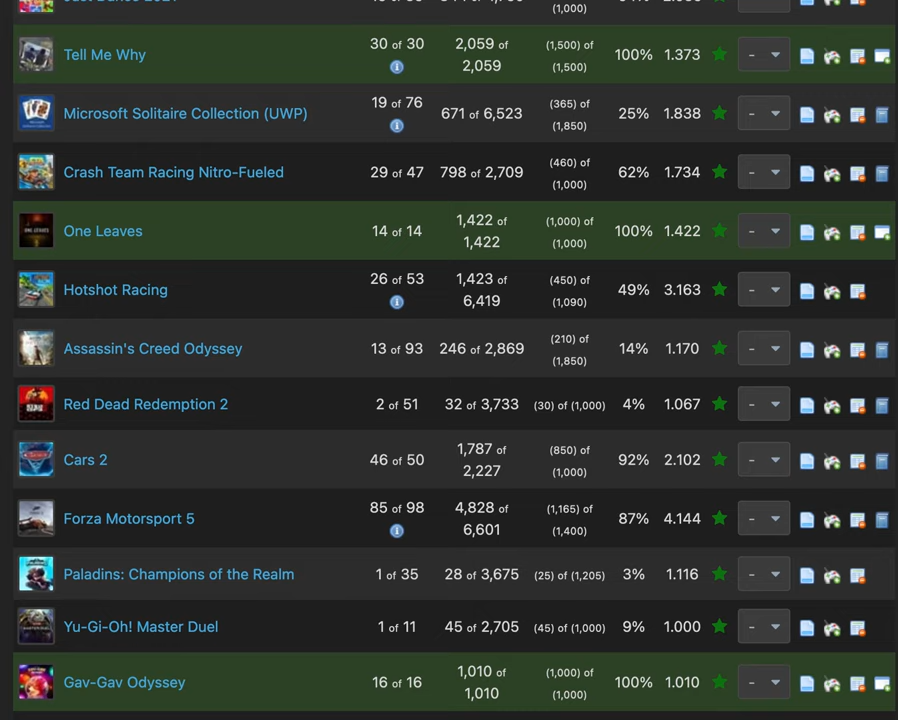 (1,000)
Tell Me Why 30 of 30 2,059 of 2,059 (1,500) of (1,500) 100% 1.373 -
Microsoft Solitaire Collection (UWP) 19 of 76 671 of 6,523 (365) of (1,850) 25% 1.838 -
Crash Team Racing Nitro-Fueled 29 of 47 798 of 2,709 (460) of (1,000) 62% 1.734 -
One Leaves 14 of 14 1,422 of 1,422 (1,000) of (1,000) 100% 1.422 -
Hotshot Racing 26 of 53 1,423 of 6,419 (450) of (1,090) 49% 3.163 -
Assassin's Creed Odyssey 13 of 93 246 of 2,869 (210) of (1,850) 14% 1.170 -
Red Dead Redemption 2 2 of 51 32 of 3,733 (30) of (1,000) 4% 1.067 -
Cars 2 46 of 50 1,787 of 2,227 (850) of (1,000) 92% 2.102 -
Forza Motorsport 5 85 of 98 4,828 of 6,601 (1,165) of (1,400) 87% 4.144 -
Paladins: Champions of the Realm 1 of 35 28 of 3,675 (25) of (1,205) 3% 1.116 -
Yu-Gi-Oh! Master Duel 1 of 11 45 of 2,705 (45) of (1,000) 9% 1.000 -
Gav-Gav Odyssey 16 of 16 1,010 of 1,010 (1,000) of (1,000) 100% 1.010 -